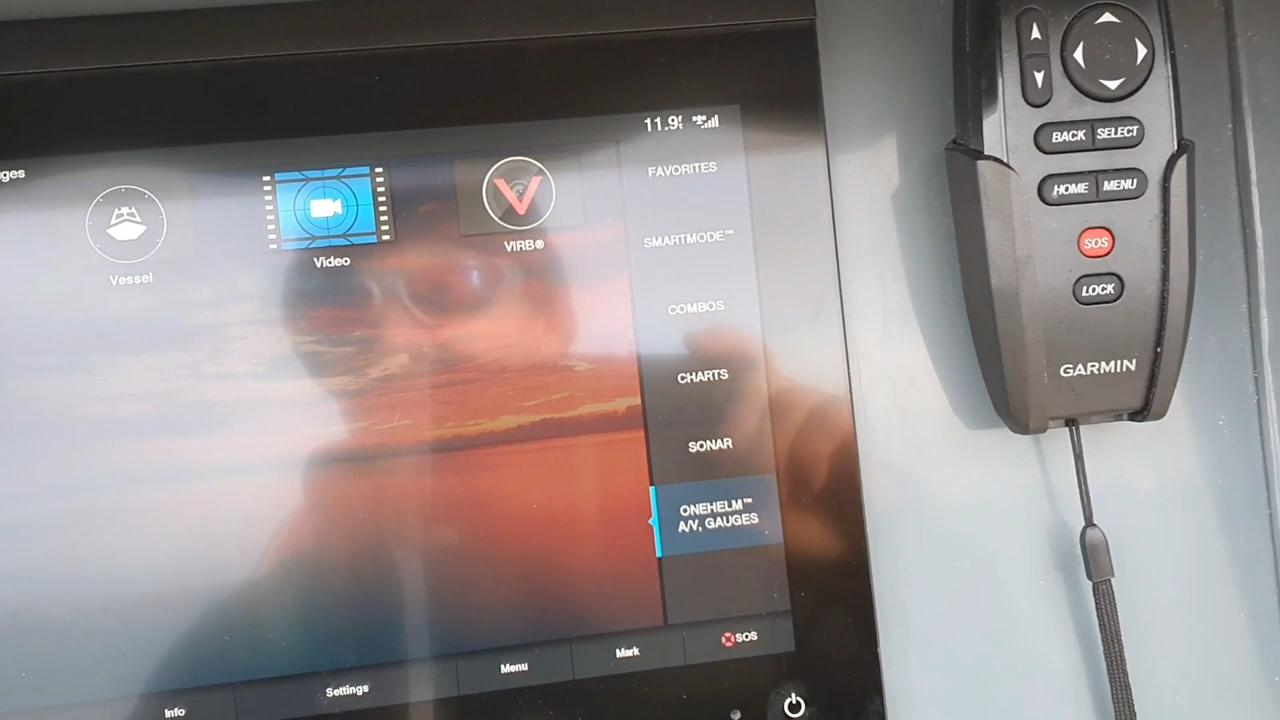 ges
11.9
Vessel
Video
VIRB®
FAVORITES
SMARTMODE™
COMBOS
CHARTS
SONAR
ONEHELM™
A/V, GAUGES
Info
Settings
Menu
Mark
SOS
BACK
SELECT
HOME
MENU
SOS
LOCK
GARMIN